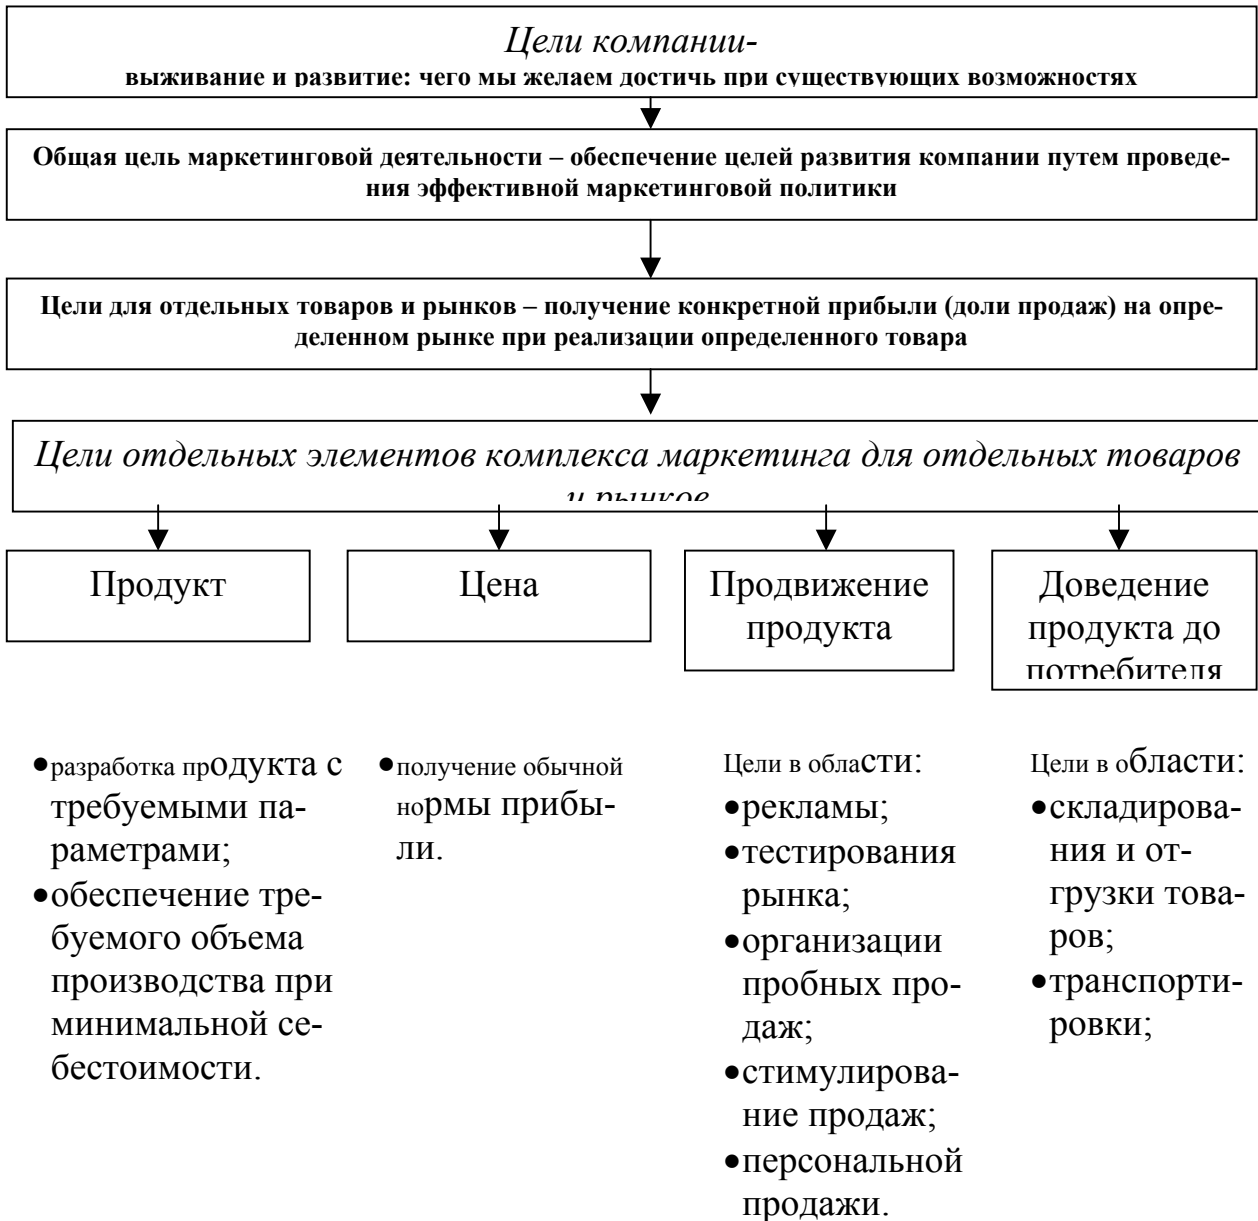 Цели компании-
выживание и развитие: чего мы желаем достичь при существующих возможностях
Общая цель маркетинговой деятельности – обеспечение целей развития компании путем проведе-
ния эффективной маркетинговой политики
Цели для отдельных товаров и рынков – получение конкретной прибыли (доли продаж) на опре-
деленном рынке при реализации определенного товара
Цели отдельных элементов комплекса маркетинга для отдельных товаров
и рынков
Продукт
Цена
Продвижение
продукта
Доведение
продукта до
потребителя
•разработка продукта с
требуемыми па-
раметрами;
•обеспечение тре-
буемого объема
производства при
минимальной се-
бестоимости.
•получение обычной
нормы прибы-
ли.
Цели в области:
•рекламы;
•тестирования
рынка;
•организации
пробных про-
даж;
•стимулирова-
ние продаж;
•персональной
продажи.
Цели в области:
•складирова-
ния и от-
грузки това-
ров;
•транспорти-
ровки;